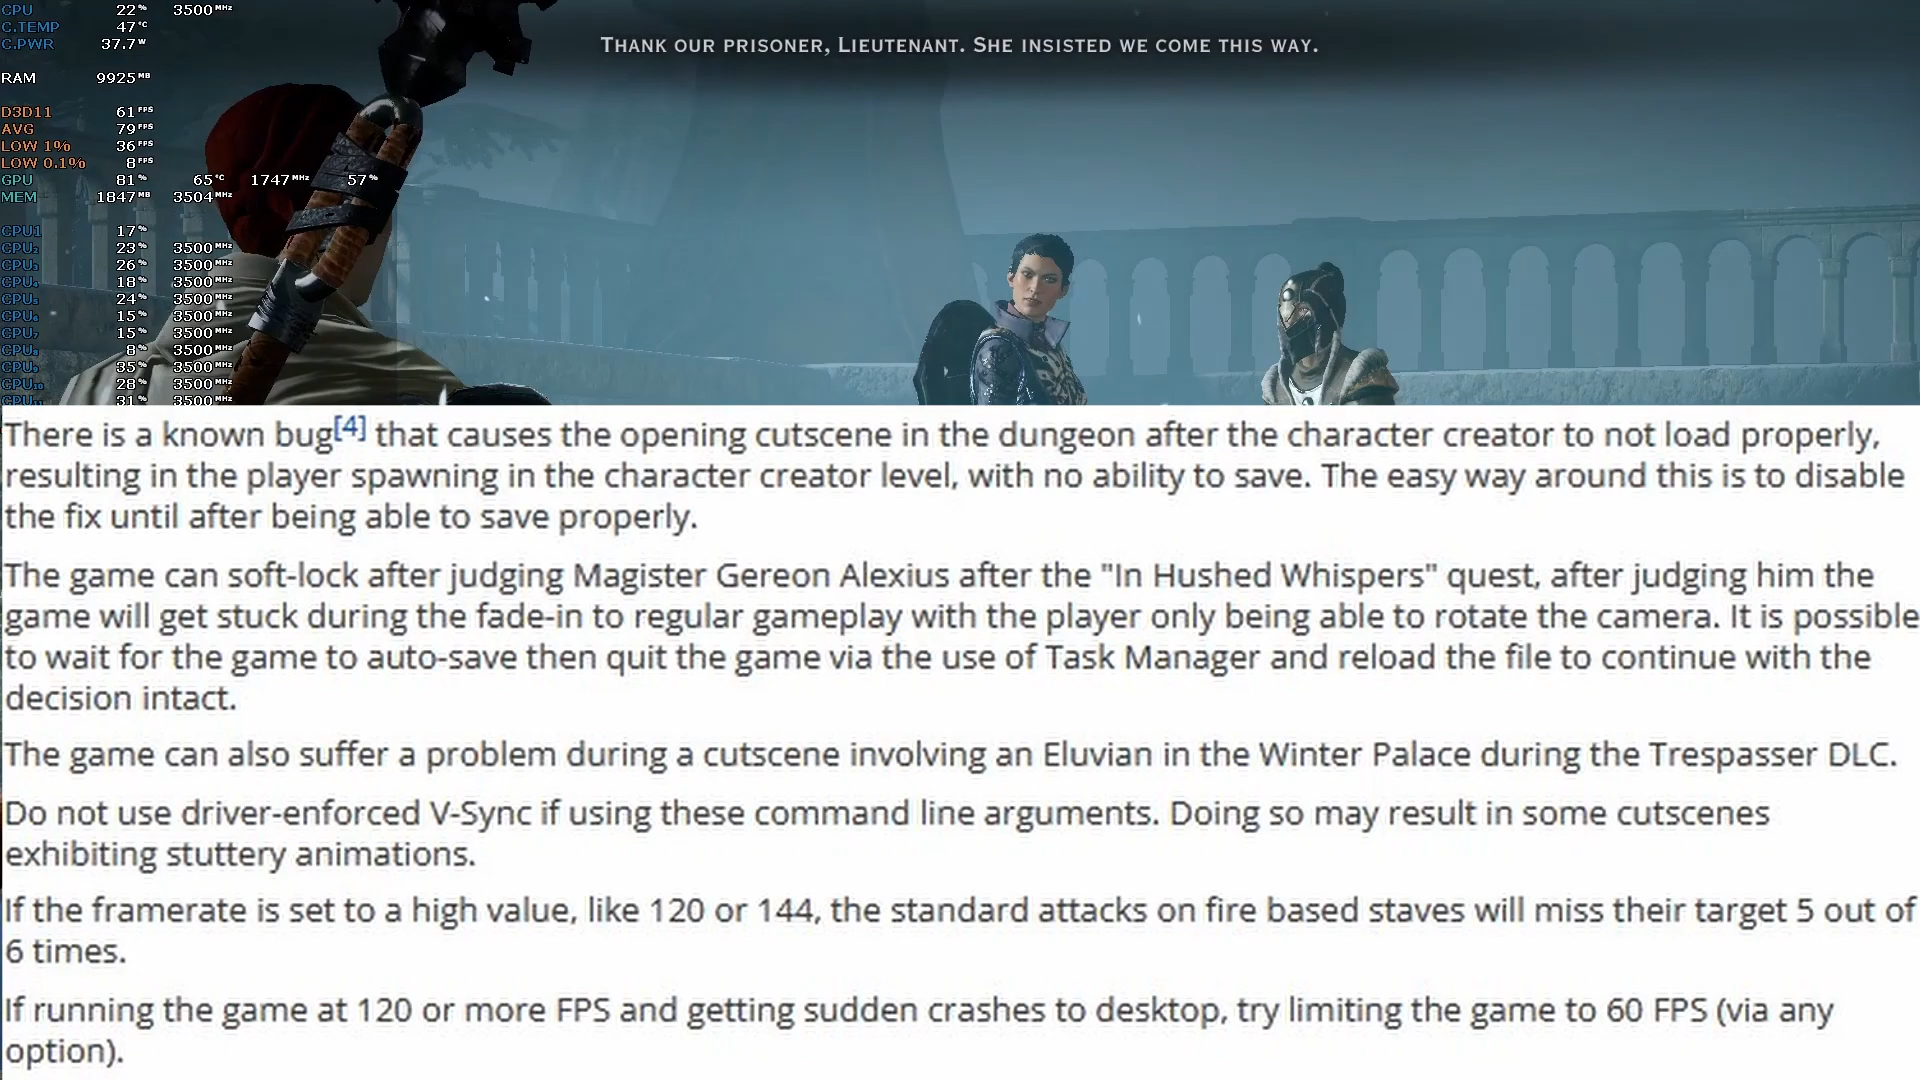 CPU 22% 3500MHz
C.TEMP 47°C
C.PWR 37.7W
THANK OUR PRISONER, LIEUTENANT. SHE INSISTED WE COME THIS WAY.
RAM 9925MB
D3D11 61FPS
AVG 79FPS
LOW 1% 36FPS
LOW 0.1% 8FPS
GPU 81% 65°C 1747MHz 57%
MEM 1847MB 3504MHz
CPU1 17%
CPU2 23% 3500MHz
CPU3 26% 3500MHz
CPU4 18% 3500MHz
CPU5 24% 3500MHz
CPU6 15% 3500MHz
CPU7 15% 3500MHz
CPU8 8% 3500MHz
CPU9 35% 3500MHz
CPU10 28% 3500MHz
CPU11 31% 3500MHz
There is a known bug[4] that causes the opening cutscene in the dungeon after the character creator to not load properly,
resulting in the player spawning in the character creator level, with no ability to save. The easy way around this is to disable
the fix until after being able to save properly.
The game can soft-lock after judging Magister Gereon Alexius after the "In Hushed Whispers" quest, after judging him the
game will get stuck during the fade-in to regular gameplay with the player only being able to rotate the camera. It is possible
to wait for the game to auto-save then quit the game via the use of Task Manager and reload the file to continue with the
decision intact.
The game can also suffer a problem during a cutscene involving an Eluvian in the Winter Palace during the Trespasser DLC.
Do not use driver-enforced V-Sync if using these command line arguments. Doing so may result in some cutscenes
exhibiting stuttery animations.
If the framerate is set to a high value, like 120 or 144, the standard attacks on fire based staves will miss their target 5 out of
6 times.
If running the game at 120 or more FPS and getting sudden crashes to desktop, try limiting the game to 60 FPS (via any
option).